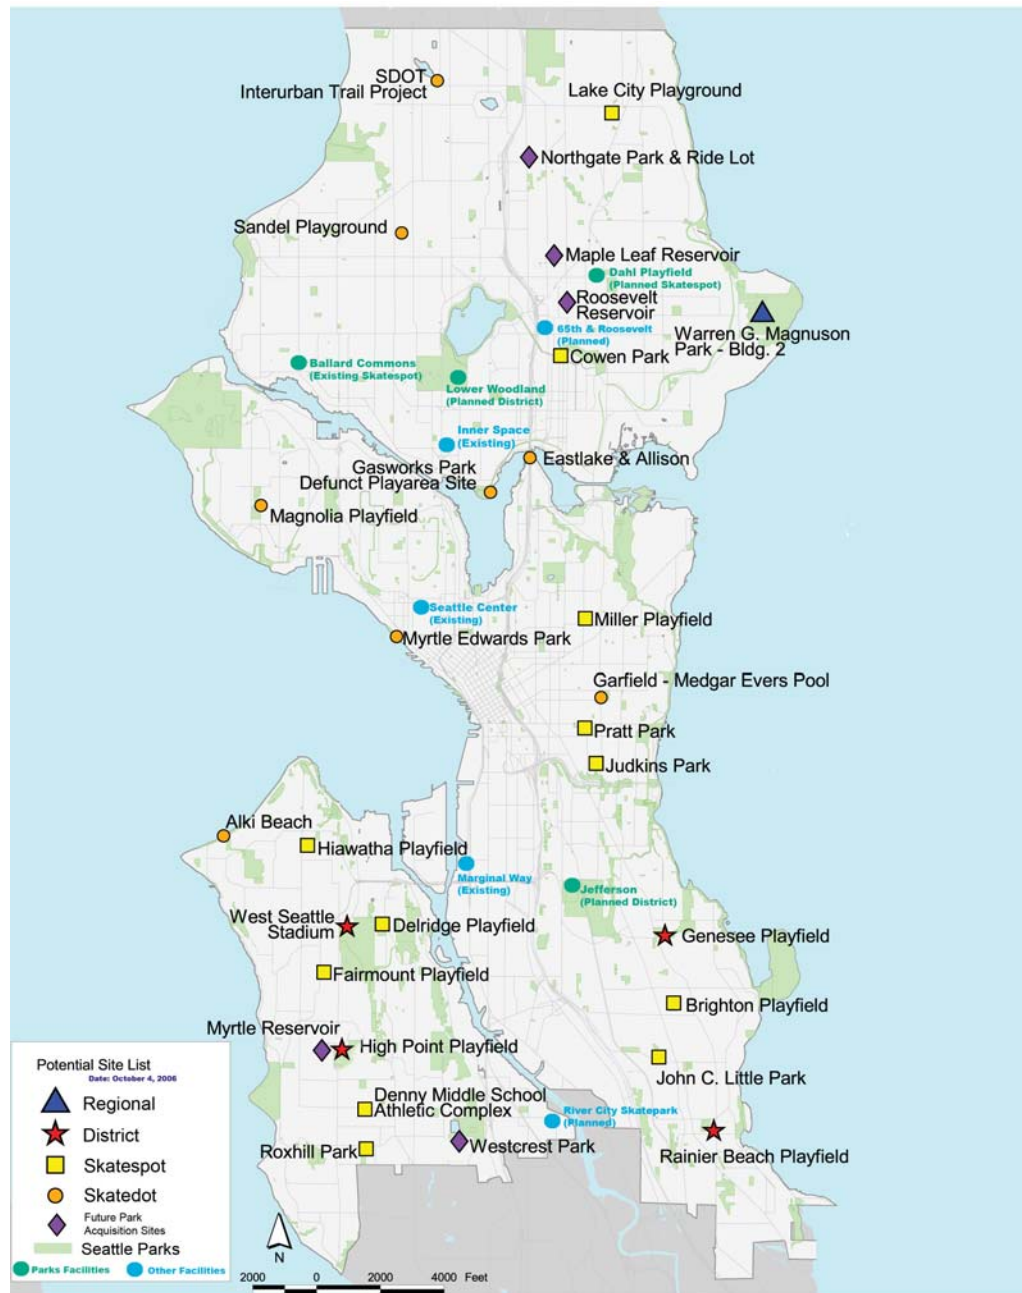 SDOT
Interurban Trail Project
Lake City Playground
Northgate Park & Ride Lot
Sandel Playground
Maple Leaf Reservoir
Dahl Playfield
(Planned Skatespot)
Roosevelt
Reservoir
65th & Roosevelt
(Planned)
Warren G. Magnuson
Park - Bldg. 2
Cowen Park
Ballard Commons
(Existing Skatespot)
Lower Woodland
(Planned District)
Inner Space
(Existing)
Eastlake & Allison
Gasworks Park
Defunct Playarea Site
Magnolia Playfield
Seattle Center
(Existing)
Miller Playfield
Myrtle Edwards Park
Garfield - Medgar Evers Pool
Pratt Park
Judkins Park
Alki Beach
Hiawatha Playfield
Marginal Way
(Existing)
Jefferson
(Planned District)
West Seattle
Stadium
Delridge Playfield
Genesee Playfield
Fairmount Playfield
Brighton Playfield
Myrtle Reservoir
High Point Playfield
John C. Little Park
Denny Middle School
Athletic Complex
River City Skatepark
(Planned)
Roxhill Park
Westcrest Park
Rainier Beach Playfield
Potential Site List
Date: October 4, 2006
Regional
District
Skatespot
Skatedot
Future Park
Acquisition Sites
Seattle Parks
Parks Facilities
Other Facilities
N
2000 0 2000 4000 Feet